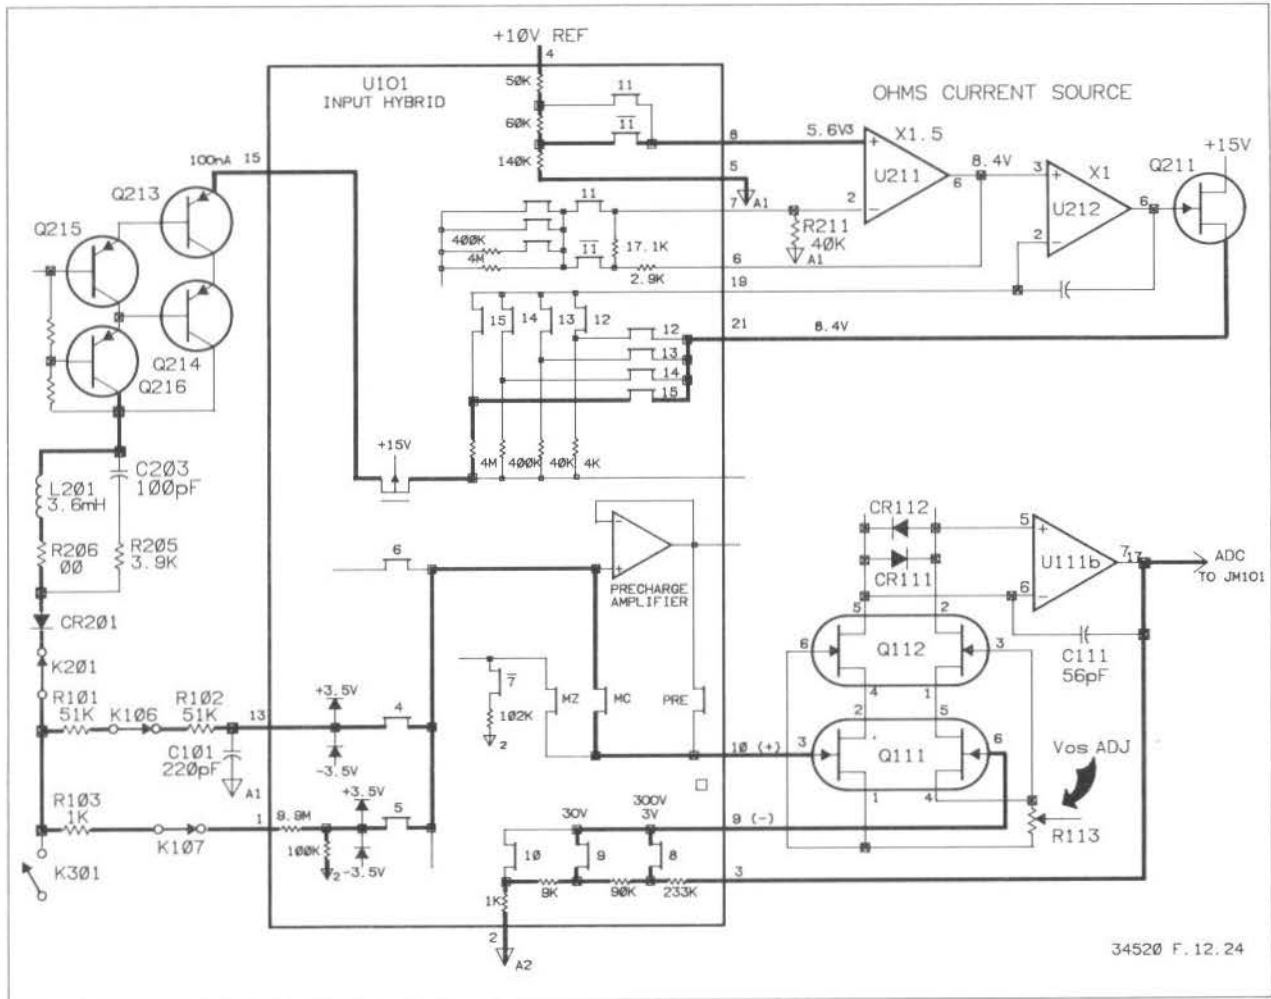 +10V REF
4
U101
INPUT HYBRID
50K
11
60K
11
140K
8
5
A1
OHMS CURRENT SOURCE
5.6V
3
X1.5
U211
2
6
8.4V
3
X1
U212
2
6
Q211
+15V
100nA
15
Q213
Q215
Q214
Q216
11
400K
4M
11
17.1K
2.9K
7
A1
R211
40K
A1
6
19
15
14
13
12
12
13
14
15
21
8.4V
+15V
4M
400K
40K
4K
C203
100pF
L201
3.6mH
R206
00
R205
3.9K
CR201
K201
R101
51K
K106
R102
51K
13
C101
220pF
A1
R103
1K
K107
1
K301
6
-
+
PRECHARGE
AMPLIFIER
+3.5V
-3.5V
4
7
102K
2
MZ
MC
PRE
10 (+)
9.9M
100K
2
+3.5V
-3.5V
5
30V
300V
3V
9 (-)
10
9
8
1K
9K
90K
233K
3
2
A2
CR112
CR111
5
6
U111b
7
17
ADC
TO JM101
5
2
6
Q112
3
4
1
C111
56pF
2
5
3
Q111
6
1
4
Vos ADJ
R113
34520 F.12.24